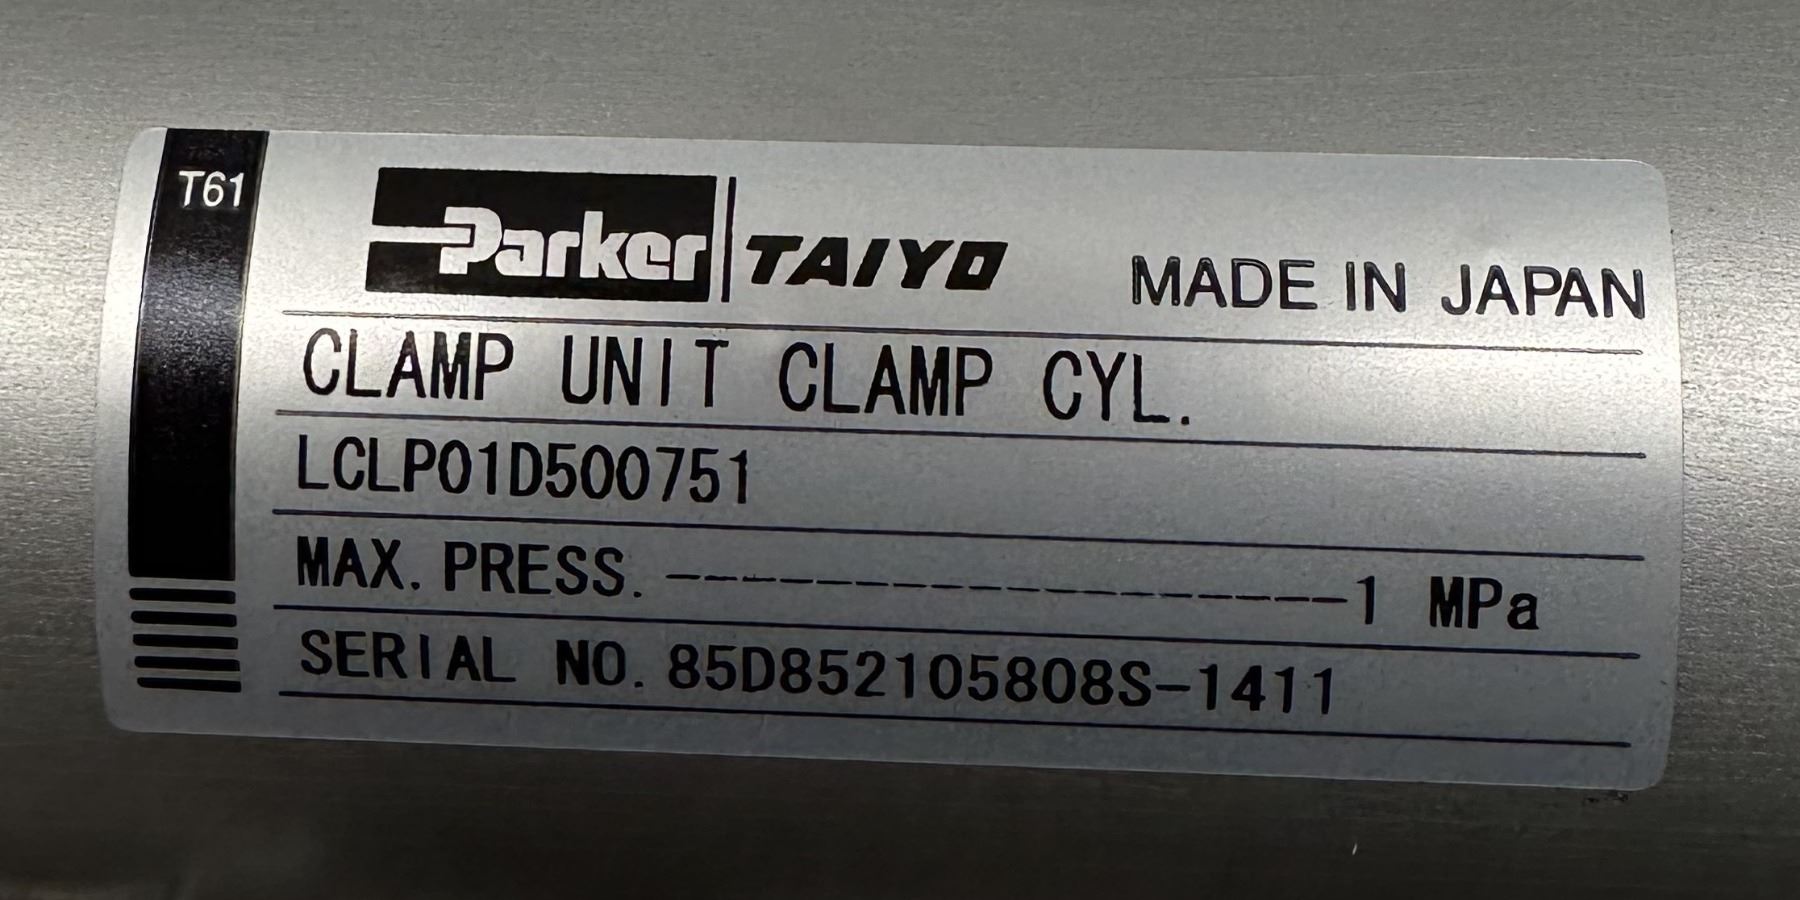 T61
Parker TAIYO MADE IN JAPAN
CLAMP UNIT CLAMP CYL.
LCLP01D500751
MAX. PRESS. ------------------1 MPa
SERIAL NO. 85D852105808S-1411